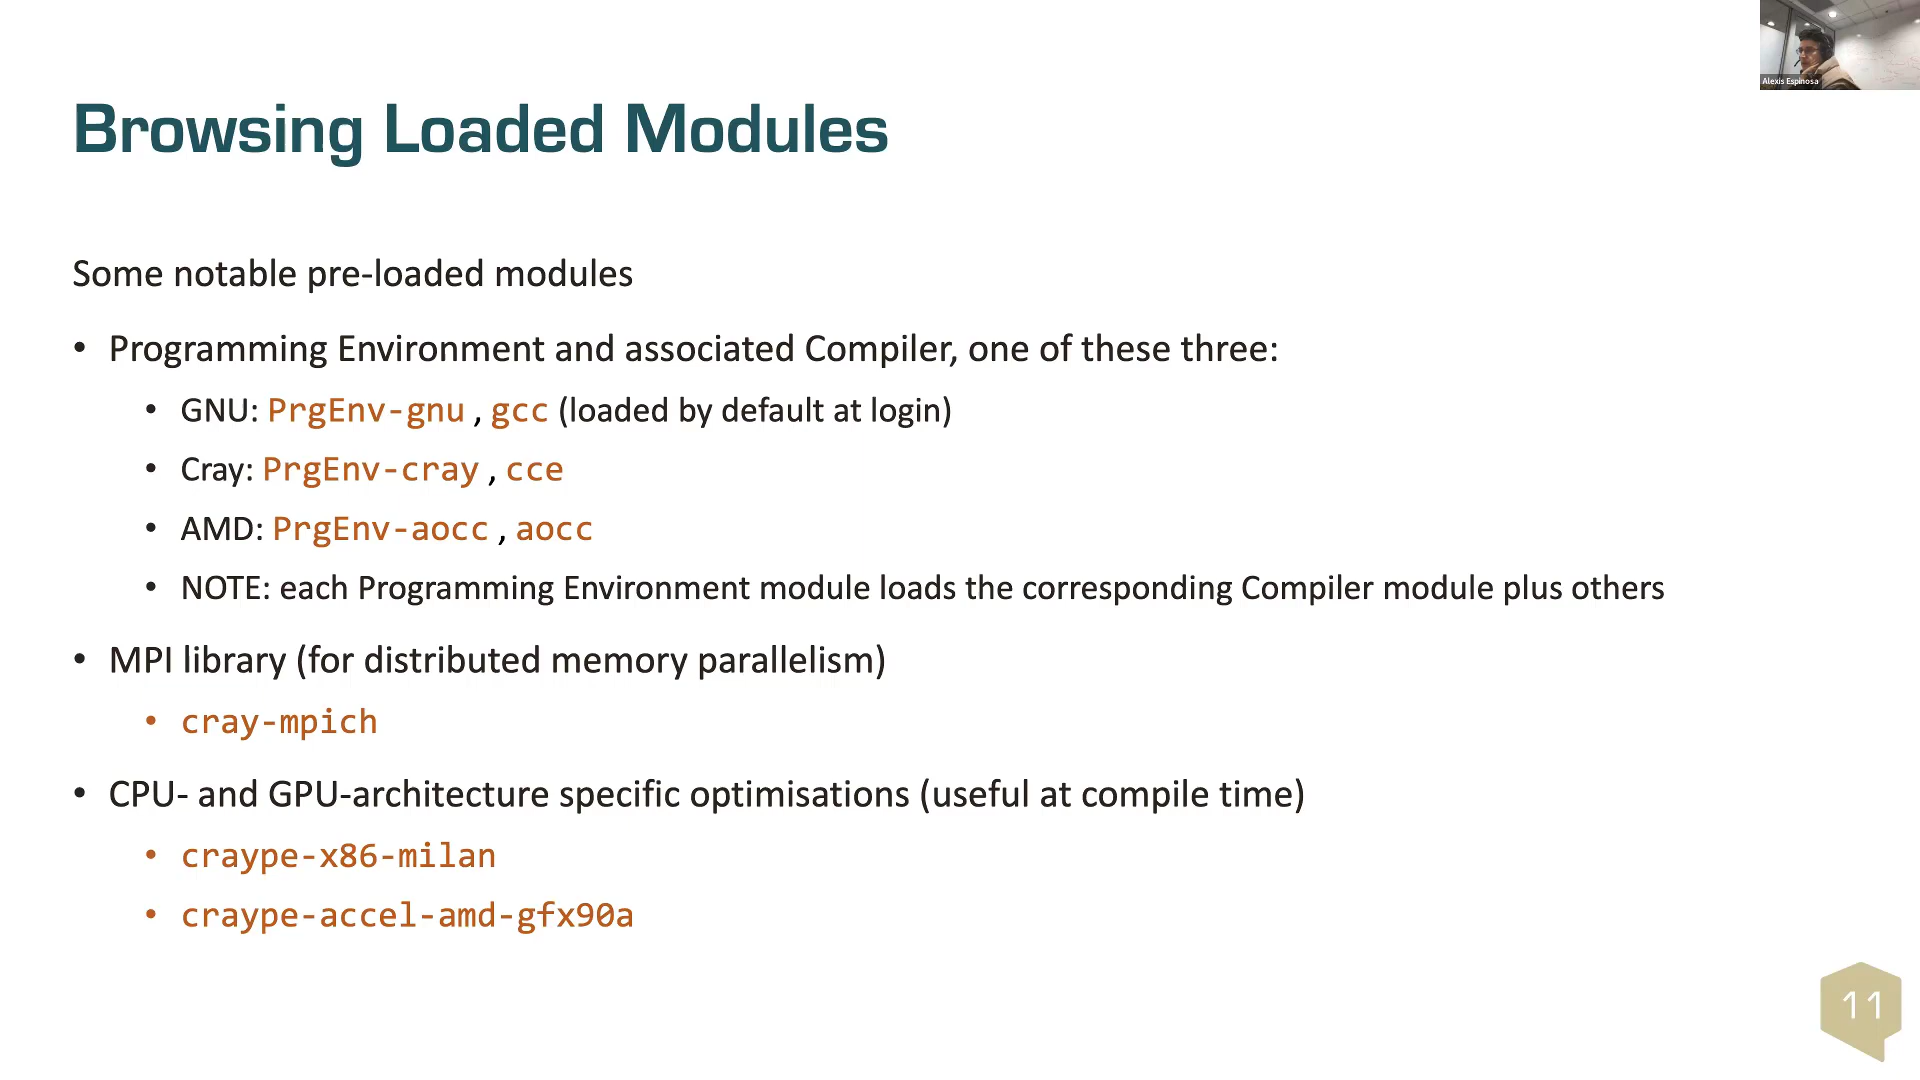 Alexis Espinosa
Browsing Loaded Modules
Some notable pre-loaded modules
• Programming Environment and associated Compiler, one of these three:
• GNU: PrgEnv-gnu , gcc (loaded by default at login)
• Cray: PrgEnv-cray , cce
• AMD: PrgEnv-aocc , aocc
• NOTE: each Programming Environment module loads the corresponding Compiler module plus others
• MPI library (for distributed memory parallelism)
• cray-mpich
• CPU- and GPU-architecture specific optimisations (useful at compile time)
• craype-x86-milan
• craype-accel-amd-gfx90a
11